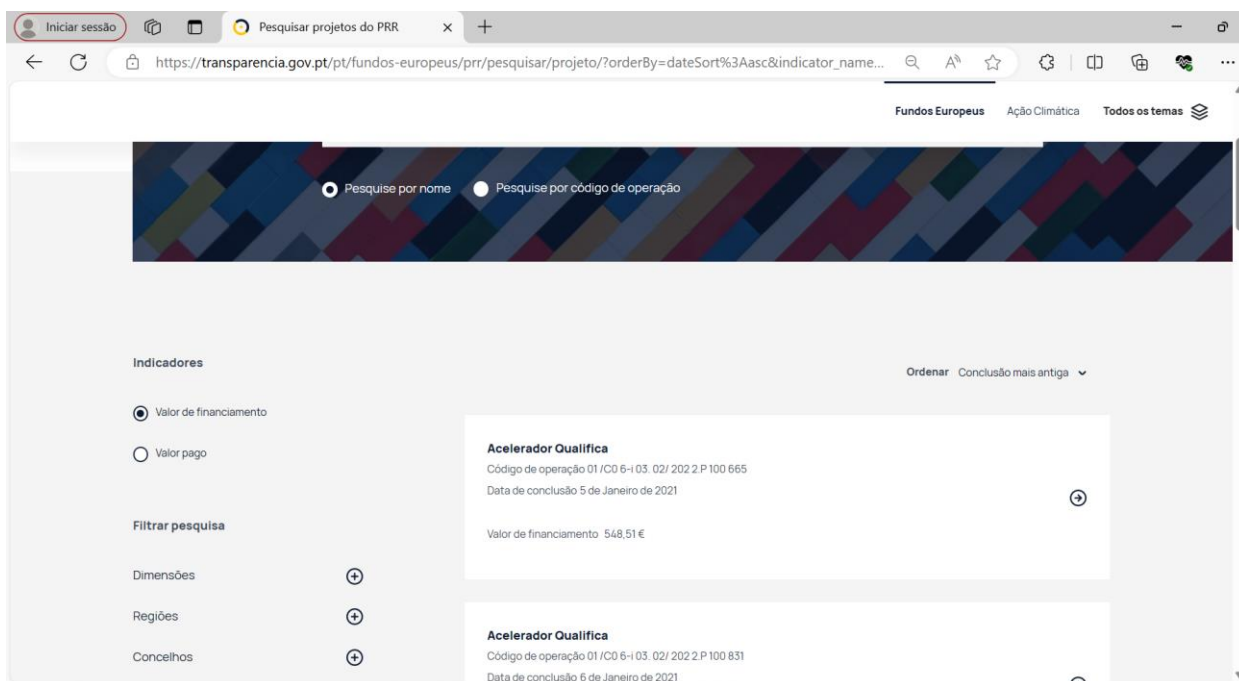 Iniciar sessão
Pesquisar projetos do PRR
https://transparencia.gov.pt/pt/fundos-europeus/prr/pesquisar/projeto/?orderBy=dateSort%3Aasc&indicator_name...
Fundos Europeus Ação Climática Todos os temas
Pesquise por nome Pesquise por código de operação
Indicadores
Ordenar Conclusão mais antiga
Valor de financiamento
Valor pago
Acelerador Qualifica
Código de operação 01 /C0 6-i 03. 02/ 202 2.P 100 665
Data de conclusão 5 de Janeiro de 2021
Valor de financiamento 548,51 €
Filtrar pesquisa
Dimensões
Regiões
Concelhos
Acelerador Qualifica
Código de operação 01 /C0 6-i 03. 02/ 202 2.P 100 831
Data de conclusão 6 de Janeiro de 2021